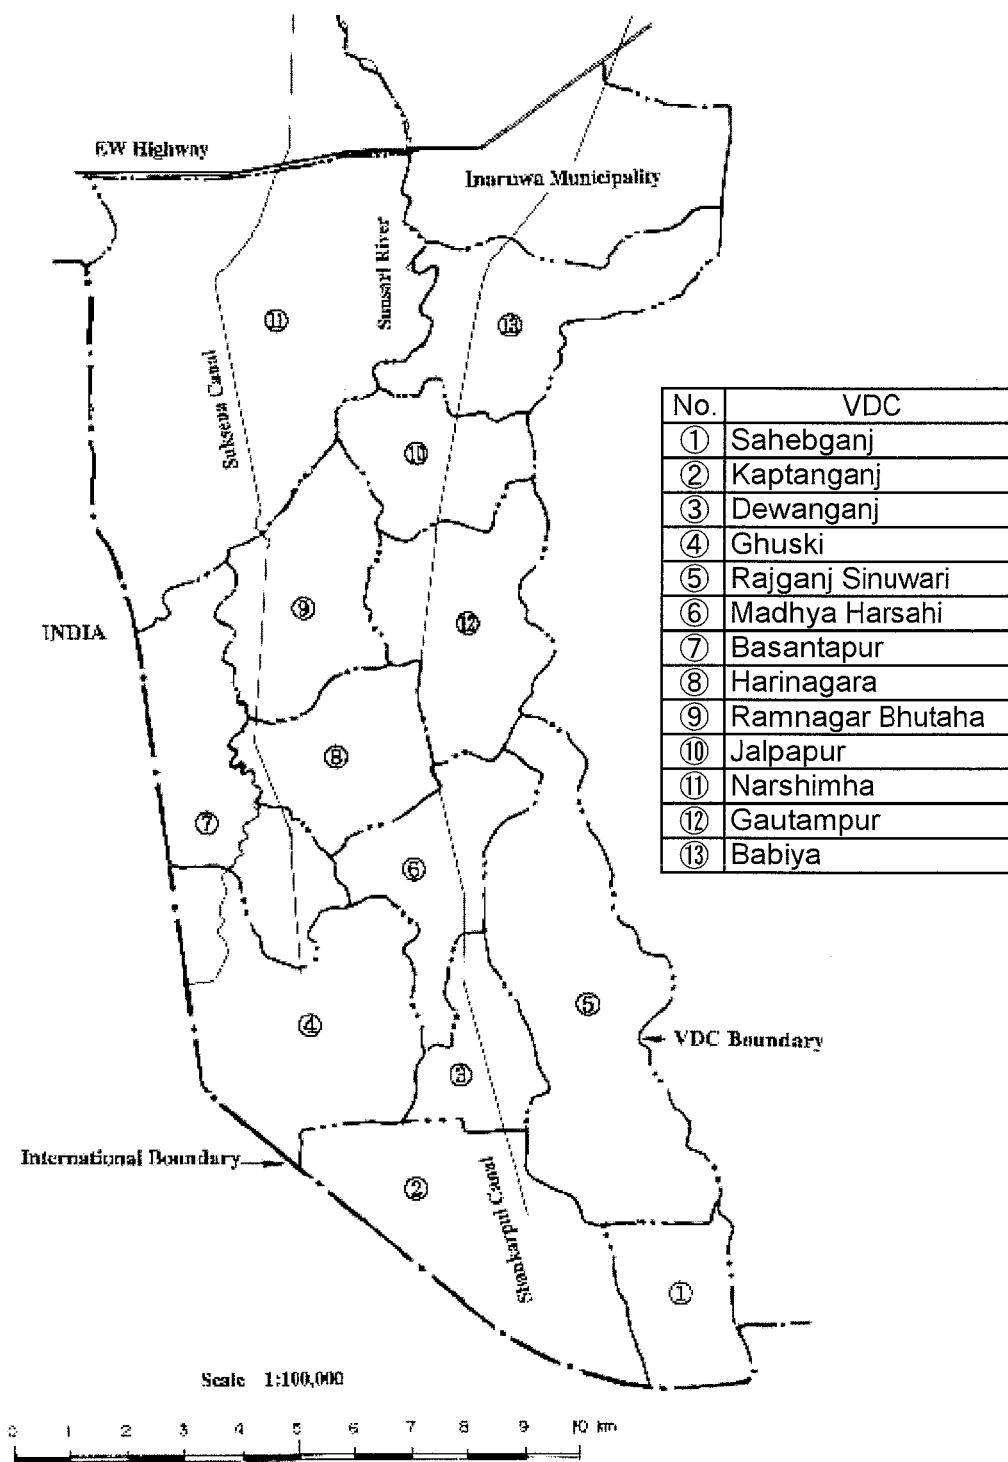 EW Highway
Inaruwa Municipality
Sunsari River
⑪
⑬
Suksena Canal
⑩
No. VDC
① Sahebganj
② Kaptanganj
③ Dewanganj
④ Ghuski
⑤ Rajganj Sinuwari
⑥ Madhya Harsahi
⑦ Basantapur
⑧ Harinagara
⑨ Ramnagar Bhutaha
⑩ Jalpapur
⑪ Narshimha
⑫ Gautampur
⑬ Babiya
⑨
⑫
INDIA
⑧
⑦
⑥
⑤
④
VDC Boundary
③
International Boundary
②
Shankarpul Canal
①
Scale 1:100,000
0 1 2 3 4 5 6 7 8 9 10 km